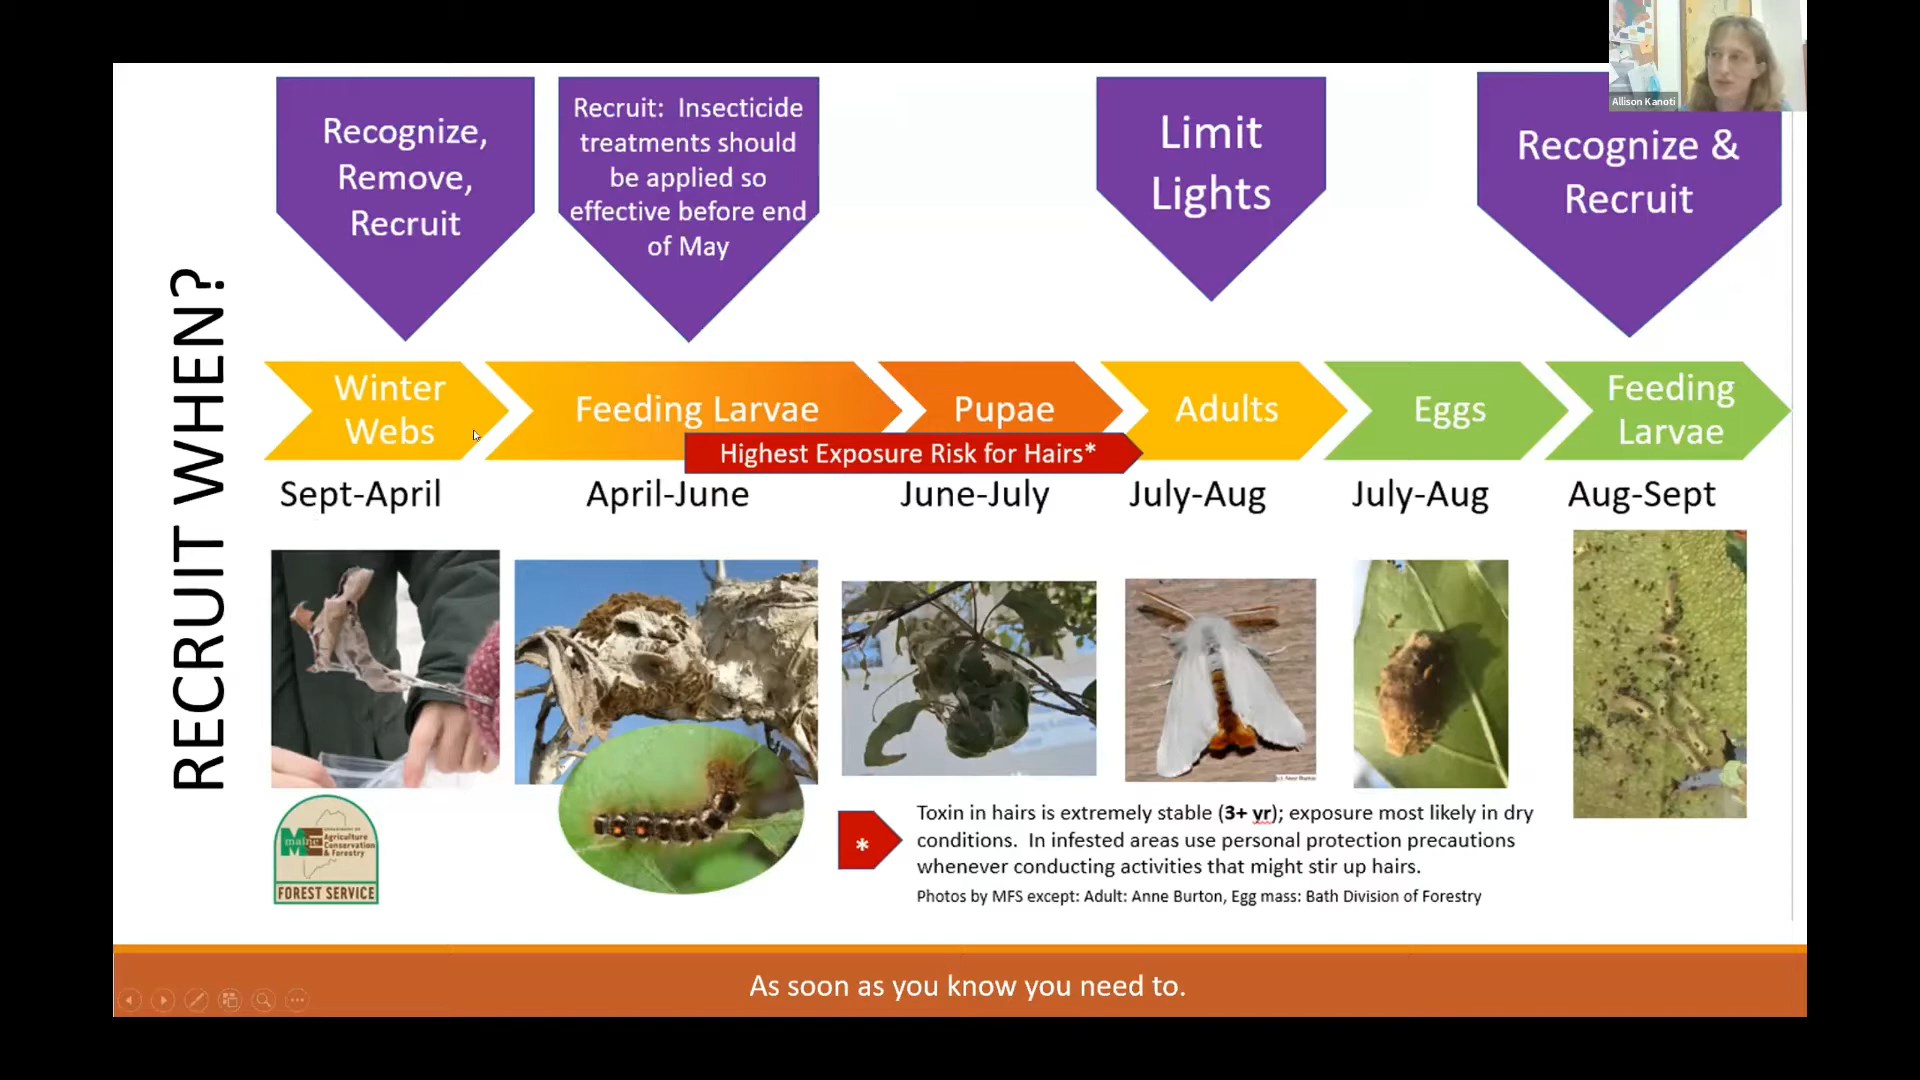 Allison Kanoti
RECRUIT WHEN?
Recognize,
Remove,
Recruit
Recruit: Insecticide
treatments should
be applied so
effective before end
of May
Limit
Lights
Recognize &
Recruit
Winter
Webs
Feeding Larvae
Pupae
Adults
Eggs
Feeding
Larvae
Highest Exposure Risk for Hairs*
Sept-April
April-June
June-July
July-Aug
July-Aug
Aug-Sept
*
Toxin in hairs is extremely stable (3+ yr); exposure most likely in dry
conditions. In infested areas use personal protection precautions
whenever conducting activities that might stir up hairs.
Photos by MFS except: Adult: Anne Burton, Egg mass: Bath Division of Forestry
maine
DEPARTMENT OF
Agriculture
Conservation
& Forestry
FOREST SERVICE
As soon as you know you need to.